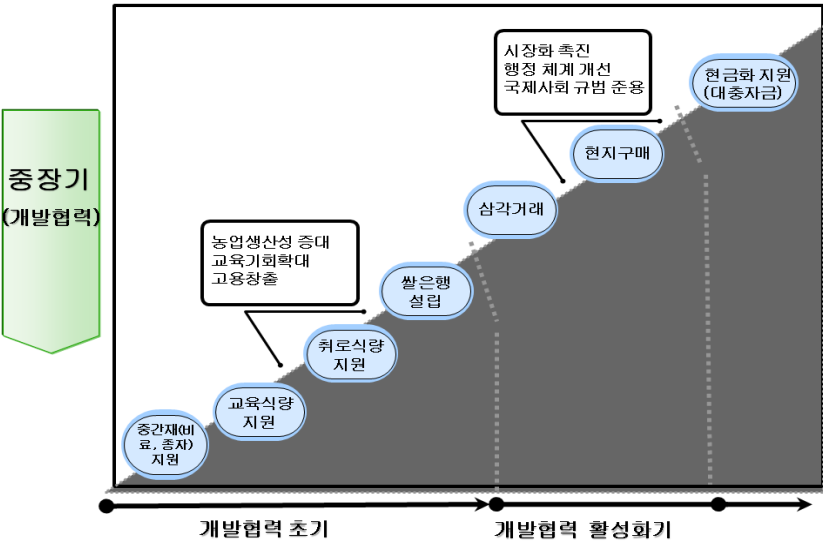 시장화 촉진
행정 체계 개선
국제사회 규범 준용
현금화 지원
(대충자금)
현지구매
중장기
(개발협력)
삼각거래
농업생산성 증대
교육기회확대
고용창출
쌀은행
설립
취로식량
지원
교육식량
지원
중간재(비
료, 종자)
지원
개발협력 초기
개발협력 활성화기